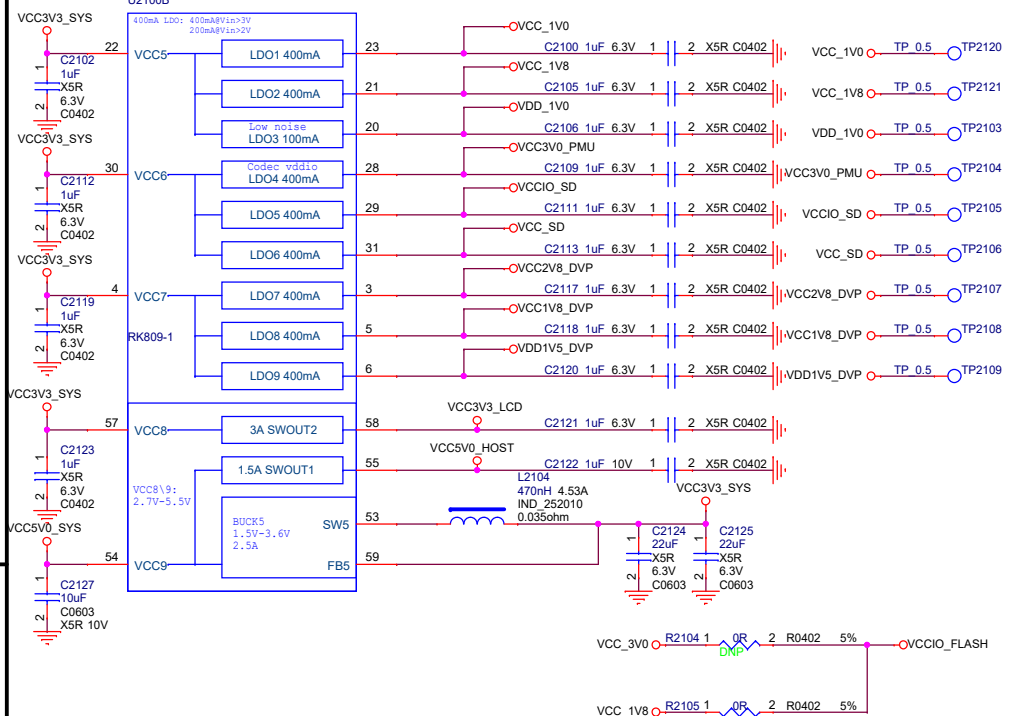 U2100B
VCC3V3_SYS
22
C2102
1uF
X5R
6.3V
C0402
1
2
VCC3V3_SYS
30
C2112
1uF
X5R
6.3V
C0402
1
2
VCC3V3_SYS
4
C2119
1uF
X5R
6.3V
C0402
1
2
VCC3V3_SYS
57
C2123
1uF
X5R
6.3V
C0402
1
2
VCC5V0_SYS
54
C2127
10uF
C0603
X5R 10V
1
2
400mA LDO: 400mA@Vin>3V
200mA@Vin>2V
VCC5
LDO1 400mA
LDO2 400mA
Low noise
LDO3 100mA
VCC6
Codec vddio
LDO4 400mA
LDO5 400mA
LDO6 400mA
VCC7
LDO7 400mA
RK809-1
LDO8 400mA
LDO9 400mA
VCC8
3A SWOUT2
1.5A SWOUT1
VCC8\9:
2.7V-5.5V
BUCK5
1.5V-3.6V
2.5A
SW5
VCC9
FB5
VCC_1V0
23 C2100 1uF 6.3V 1 2 X5R C0402
VCC_1V8
21 C2105 1uF 6.3V 1 2 X5R C0402
VDD_1V0
20 C2106 1uF 6.3V 1 2 X5R C0402
VCC3V0_PMU
28 C2109 1uF 6.3V 1 2 X5R C0402
VCCIO_SD
29 C2111 1uF 6.3V 1 2 X5R C0402
VCC_SD
31 C2113 1uF 6.3V 1 2 X5R C0402
VCC2V8_DVP
3 C2117 1uF 6.3V 1 2 X5R C0402
VCC1V8_DVP
5 C2118 1uF 6.3V 1 2 X5R C0402
VDD1V5_DVP
6 C2120 1uF 6.3V 1 2 X5R C0402
VCC3V3_LCD
58 C2121 1uF 6.3V 1 2 X5R C0402
VCC5V0_HOST
55 C2122 1uF 10V 1 2 X5R C0402
L2104
470nH 4.53A
IND_252010
0.035ohm
53
59
VCC3V3_SYS
C2124
22uF
X5R
6.3V
C0603
1
2
C2125
22uF
X5R
6.3V
C0603
1
2
VCC_1V0 TP_0.5 TP2120
VCC_1V8 TP_0.5 TP2121
VDD_1V0 TP_0.5 TP2103
VCC3V0_PMU TP_0.5 TP2104
VCCIO_SD TP_0.5 TP2105
VCC_SD TP_0.5 TP2106
VCC2V8_DVP TP_0.5 TP2107
VCC1V8_DVP TP_0.5 TP2108
VDD1V5_DVP TP_0.5 TP2109
VCC_3V0 R2104 1 0R 2 R0402 5% VCCIO_FLASH
DNP
VCC_1V8 R2105 1 0R 2 R0402 5%